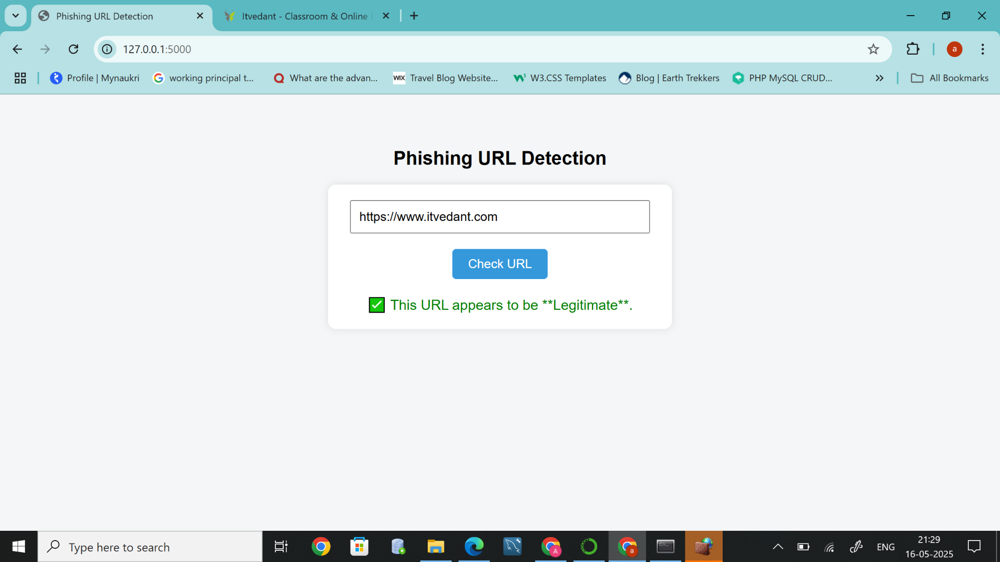 Phishing URL Detection
Itvedant - Classroom & Online
127.0.0.1:5000
a
Profile | Mynaukri
working principal t...
What are the advan...
WIX
Travel Blog Website...
W3.CSS Templates
Blog | Earth Trekkers
PHP MySQL CRUD...
All Bookmarks
Phishing URL Detection
https://www.itvedant.com
Check URL
This URL appears to be **Legitimate**.
Type here to search
A
a
ENG
21:29
16-05-2025